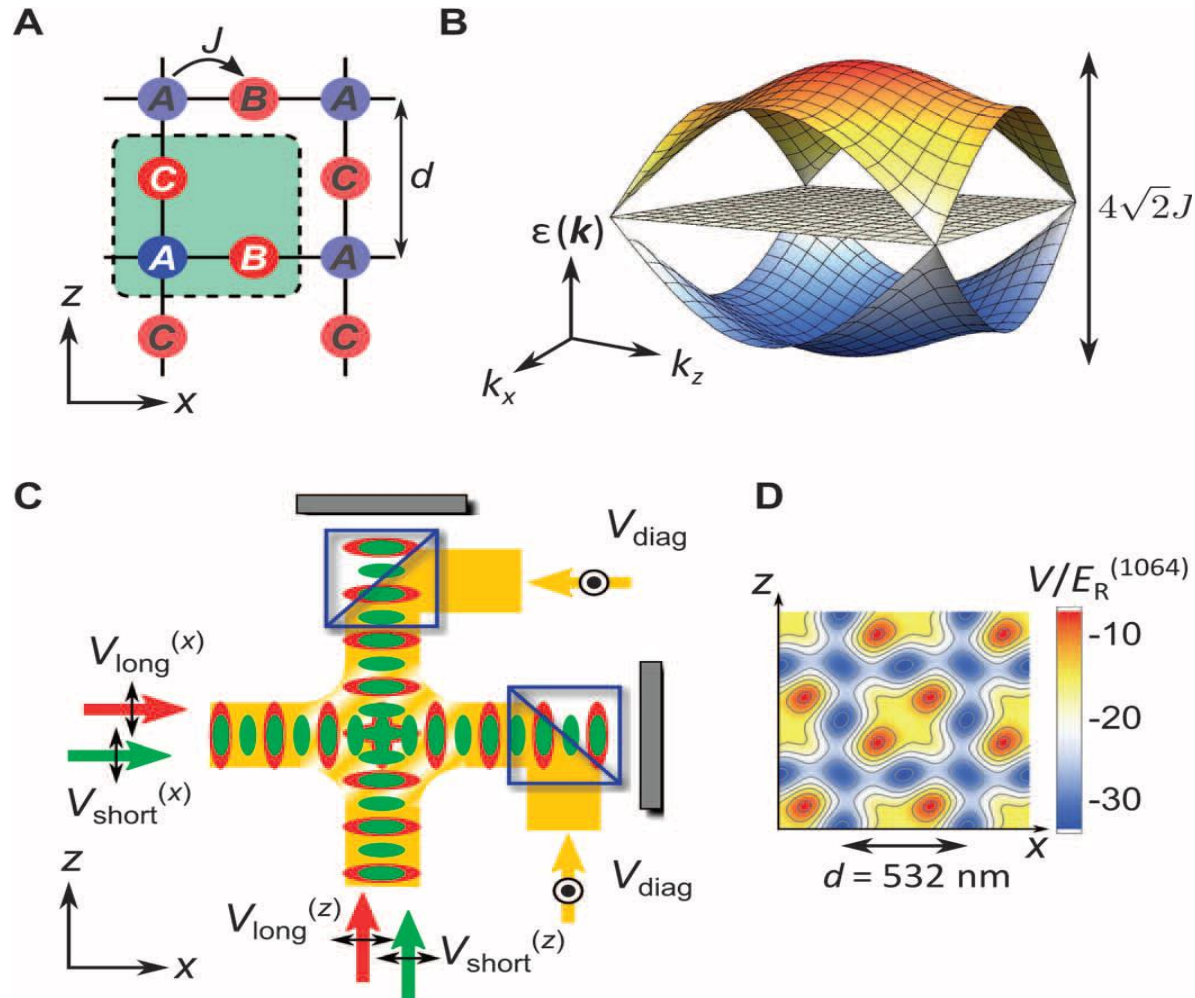 A
J
A B A
C C
d
A B A
C C
z
x
B
ε(k)
4√2J
k_x
k_z
C
V_diag
V_long^(x)
V_short^(x)
V_diag
V_long^(z)
V_short^(z)
z
x
D
V/E_R^(1064)
z
-10
-20
-30
x
d = 532 nm